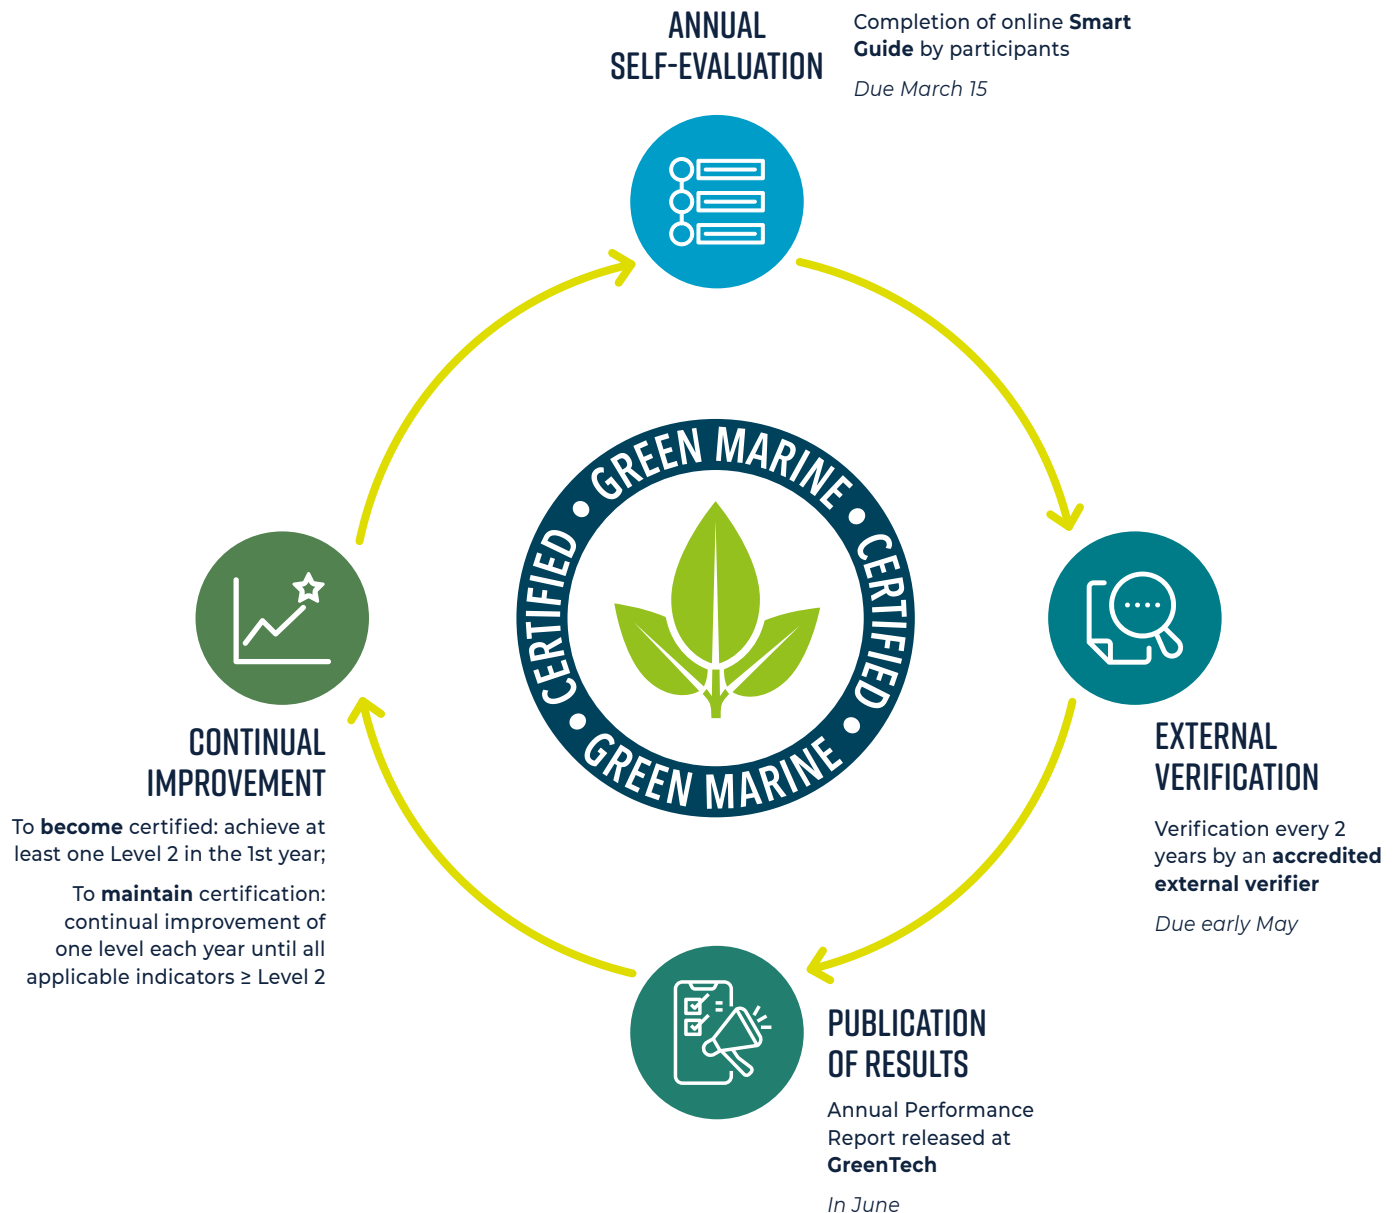 ANNUAL
SELF-EVALUATION
Completion of online Smart
Guide by participants
Due March 15
EXTERNAL
VERIFICATION
Verification every 2
years by an accredited
external verifier
Due early May
PUBLICATION
OF RESULTS
Annual Performance
Report released at
GreenTech
In June
CONTINUAL
IMPROVEMENT
To become certified: achieve at
least one Level 2 in the 1st year;
To maintain certification:
continual improvement of
one level each year until all
applicable indicators ≥ Level 2
GREEN MARINE • CERTIFIED • GREEN MARINE • CERTIFIED •